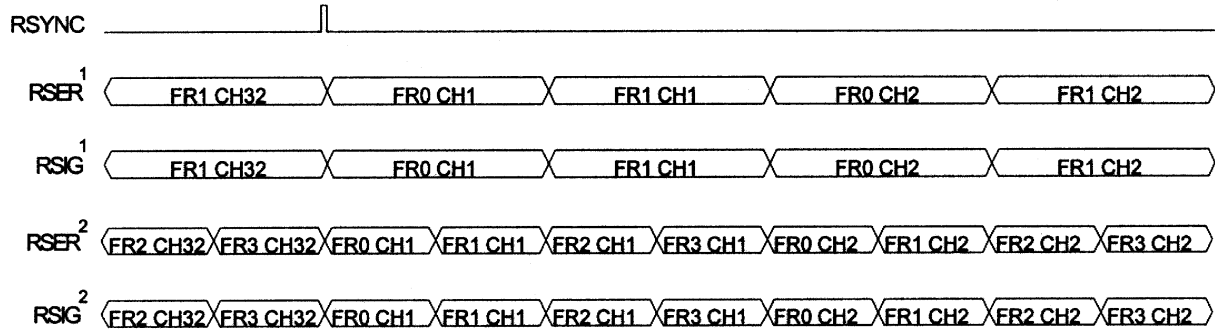 RSYNC
RSER¹ FR1 CH32 FR0 CH1 FR1 CH1 FR0 CH2 FR1 CH2
RSIG¹ FR1 CH32 FR0 CH1 FR1 CH1 FR0 CH2 FR1 CH2
RSER² FR2 CH32 FR3 CH32 FR0 CH1 FR1 CH1 FR2 CH1 FR3 CH1 FR0 CH2 FR1 CH2 FR2 CH2 FR3 CH2
RSIG² FR2 CH32 FR3 CH32 FR0 CH1 FR1 CH1 FR2 CH1 FR3 CH1 FR0 CH2 FR1 CH2 FR2 CH2 FR3 CH2